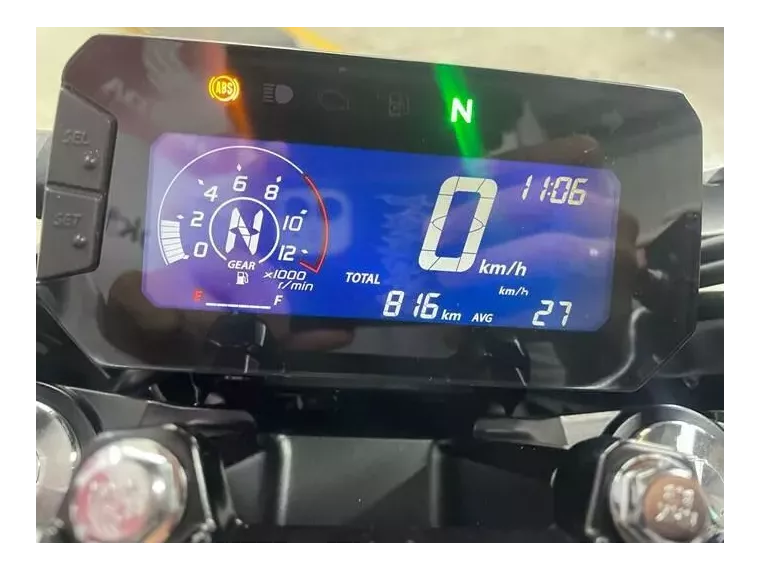 ABS
N
SEL
SET
11:06
0 km/h
0 2 4 6 8 10 12
N
GEAR
x1000
r/min
E F
TOTAL
816 km
km/h
AVG 27